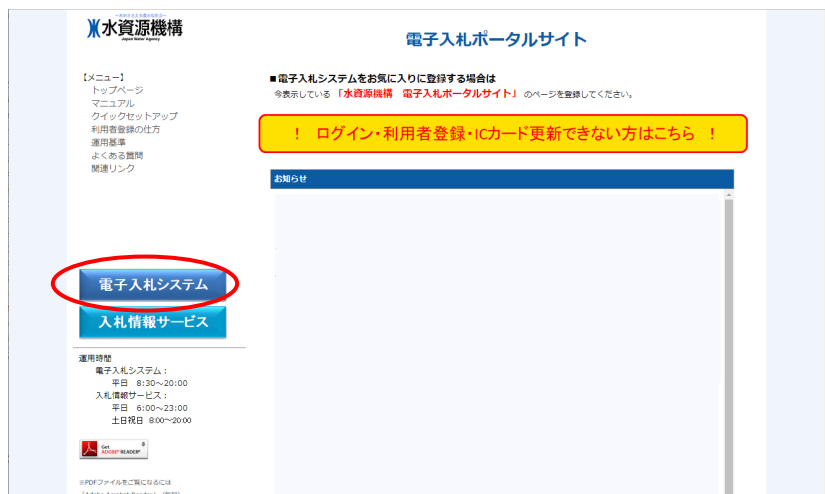 水資源機構
Japan Water Agency
電子入札ポータルサイト
【メニュー】
トップページ
マニュアル
クイックセットアップ
利用者登録の仕方
運用基準
よくある質問
関連リンク
■電子入札システムをお気に入りに登録する場合は
今表示している「水資源機構 電子入札ポータルサイト」のページを登録してください。
！ ログイン・利用者登録・ICカード更新できない方はこちら ！
お知らせ
電子入札システム
入札情報サービス
運用時間
電子入札システム：
平日 8:30～20:00
入札情報サービス：
平日 6:00～23:00
土日祝日 8:00～20:00
Get
ADOBE® READER®
※PDFファイルをご覧になるには